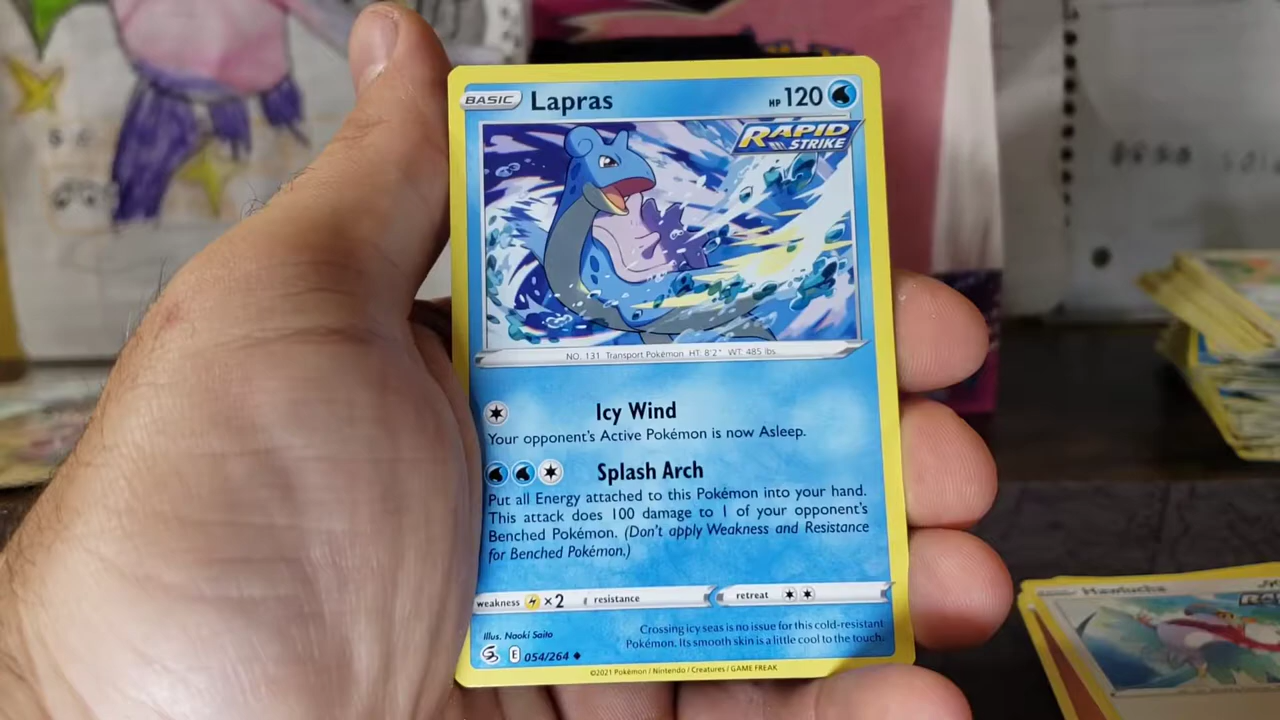 BASIC Lapras HP 120
RAPID
STRIKE
NO. 131 Transport Pokémon HT: 8'2" WT: 485 lbs.
Icy Wind
Your opponent's Active Pokémon is now Asleep.
Splash Arch
Put all Energy attached to this Pokémon into your hand.
This attack does 100 damage to 1 of your opponent's
Benched Pokémon. (Don't apply Weakness and Resistance
for Benched Pokémon.)
weakness ×2 resistance retreat
Illus. Naoki Saito
Crossing icy seas is no issue for this cold-resistant
Pokémon. Its smooth skin is a little cool to the touch.
E 054/264
©2021 Pokémon / Nintendo / Creatures / GAME FREAK
Hawlucha